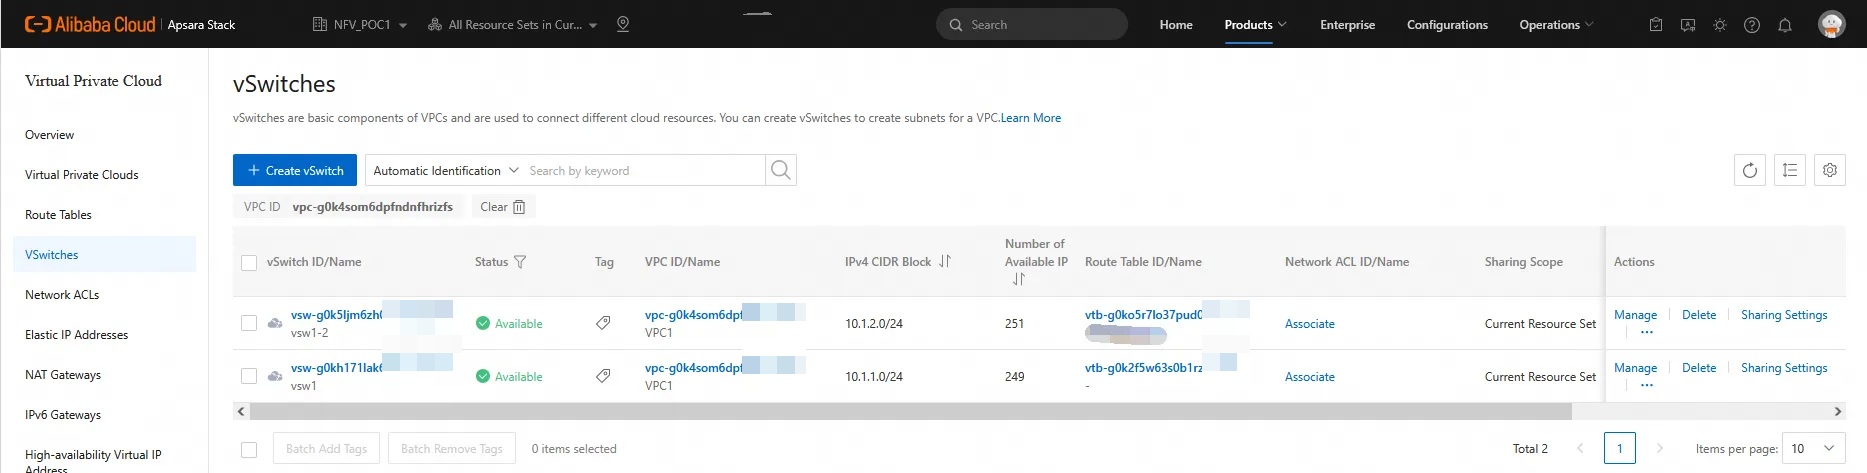 Alibaba Cloud | Apsara Stack NFV_POC1 All Resource Sets in Cur... Search Home Products Enterprise Configurations Operations
Virtual Private Cloud
Overview
Virtual Private Clouds
Route Tables
VSwitches
Network ACLs
Elastic IP Addresses
NAT Gateways
IPv6 Gateways
High-availability Virtual IP
Address
vSwitches
vSwitches are basic components of VPCs and are used to connect different cloud resources. You can create vSwitches to create subnets for a VPC.Learn More
+ Create vSwitch Automatic Identification Search by keyword
VPC ID vpc-g0k4som6dpfndnfhrizfs Clear
vSwitch ID/Name Status Tag VPC ID/Name IPv4 CIDR Block Number of Available IP Route Table ID/Name Network ACL ID/Name Sharing Scope Actions
vsw-g0k5ljm6zh vpc-g0k4som6dpf vtb-g0ko5r7lo37pud0 Manage Delete Sharing Settings
vsw1-2 Available VPC1 10.1.2.0/24 251 Associate Current Resource Set ...
vsw-g0kh171lak vpc-g0k4som6dpf vtb-g0k2f5w63s0b1rz Manage Delete Sharing Settings
vsw1 Available VPC1 10.1.1.0/24 249 - Associate Current Resource Set ...
Batch Add Tags Batch Remove Tags 0 items selected Total 2 1 Items per page: 10